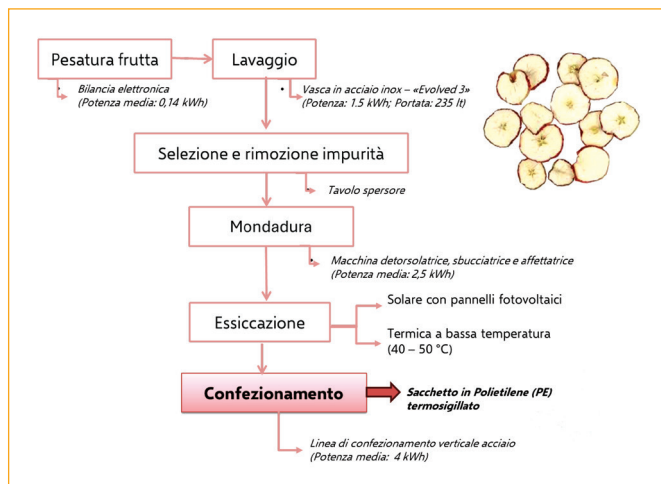 Pesatura frutta
Lavaggio
Bilancia elettronica
(Potenza media: 0,14 kWh)
Vasca in acciaio inox – «Evolved 3»
(Potenza: 1.5 kWh; Portata: 235 lt)
Selezione e rimozione impurità
Tavolo spersore
Mondadura
Macchina detorsolatrice, sbucciatrice e affettatrice
(Potenza media: 2,5 kWh)
Essiccazione
Solare con pannelli fotovoltaici
Termica a bassa temperatura
(40 – 50 °C)
Confezionamento
Sacchetto in Polietilene (PE)
termosigillato
Linea di confezionamento verticale acciaio
(Potenza media: 4 kWh)